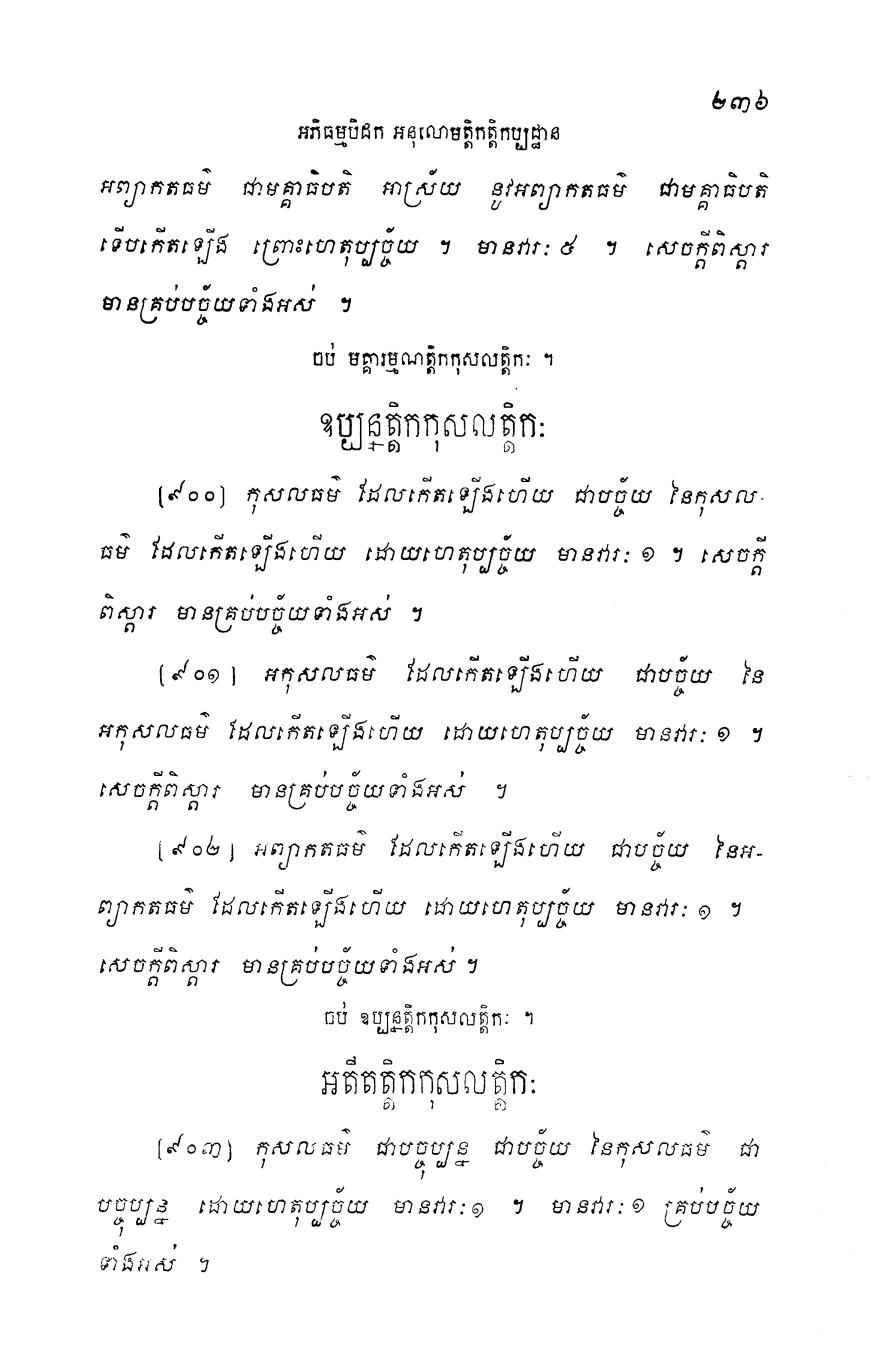 ២៣៦
អភិធម្មបិដក អនុលោមត្តិកត្តិកប្បដ្ឋាន
អព្យាកតធម៌ ជាមគ្គាធិបតិ អាស្រ័យ នូវអព្យាកតធម៌ ជាមគ្គាធិបតិ
ទើបកើតឡើង ព្រោះហេតុប្បច្ច័យ ។ មានវារៈ ៥ ។ សេចក្តីពិស្តារ
មានគ្រប់បច្ច័យទាំងអស់ ។
ចប់ មគ្គារម្មណត្តិកកុសលត្តិកៈ ។
ឧប្បន្នត្តិកកុសលត្តិកៈ
[៩០០] កុសលធម៌ ដែលកើតឡើងហើយ ជាបច្ច័យ នៃកុសល-
ធម៌ ដែលកើតឡើងហើយ ដោយហេតុប្បច្ច័យ មានវារៈ ១ ។ សេចក្តី
ពិស្តារ មានគ្រប់បច្ច័យទាំងអស់ ។
[៩០១] អកុសលធម៌ ដែលកើតឡើងហើយ ជាបច្ច័យ នៃ
អកុសលធម៌ ដែលកើតឡើងហើយ ដោយហេតុប្បច្ច័យ មានវារៈ ១ ។
សេចក្តីពិស្តារ មានគ្រប់បច្ច័យទាំងអស់ ។
[៩០២] អព្យាកតធម៌ ដែលកើតឡើងហើយ ជាបច្ច័យ នៃអ-
ព្យាកតធម៌ ដែលកើតឡើងហើយ ដោយហេតុប្បច្ច័យ មានវារៈ ១ ។
សេចក្តីពិស្តារ មានគ្រប់បច្ច័យទាំងអស់ ។
ចប់ ឧប្បន្នត្តិកកុសលត្តិកៈ ។
អតីតត្តិកកុសលត្តិកៈ
[៩០៣] កុសលធម៌ ជាបច្ចុប្បន្ន ជាបច្ច័យ នៃកុសលធម៌ ជា
បច្ចុប្បន្ន ដោយហេតុប្បច្ច័យ មានវារៈ ១ ។ មានវារៈ ១ គ្រប់បច្ច័យ
ទាំងអស់ ។